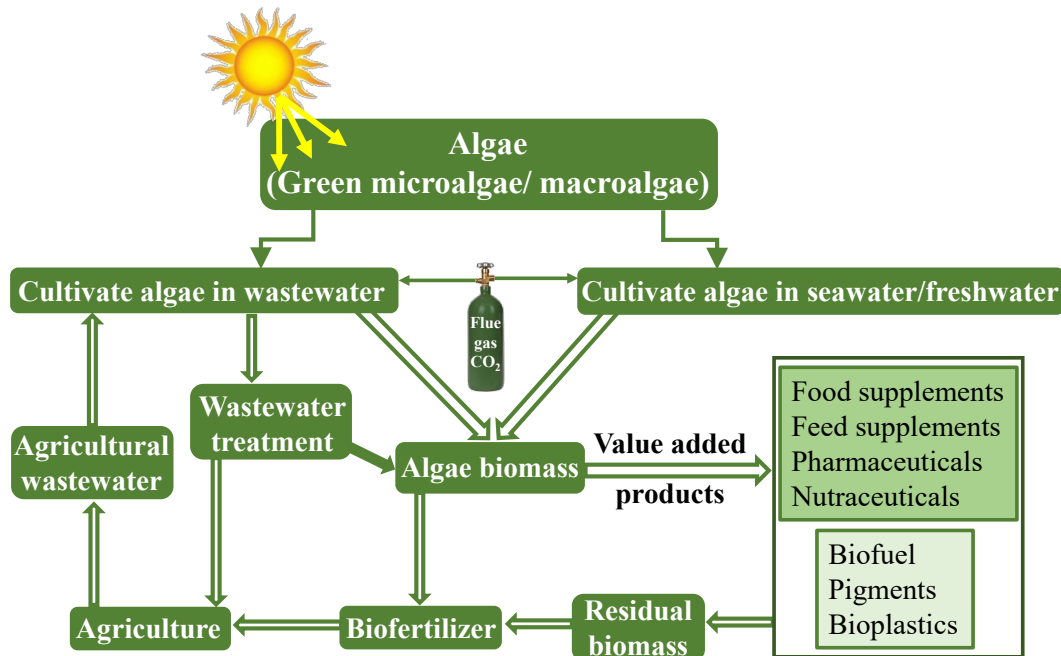 Algae
(Green microalgae/ macroalgae)
Cultivate algae in wastewater
Flue
gas
CO₂
Cultivate algae in seawater/freshwater
Wastewater
treatment
Agricultural
wastewater
Algae biomass
Value added
products
Food supplements
Feed supplements
Pharmaceuticals
Nutraceuticals
Biofuel
Pigments
Bioplastics
Agriculture
Biofertilizer
Residual
biomass